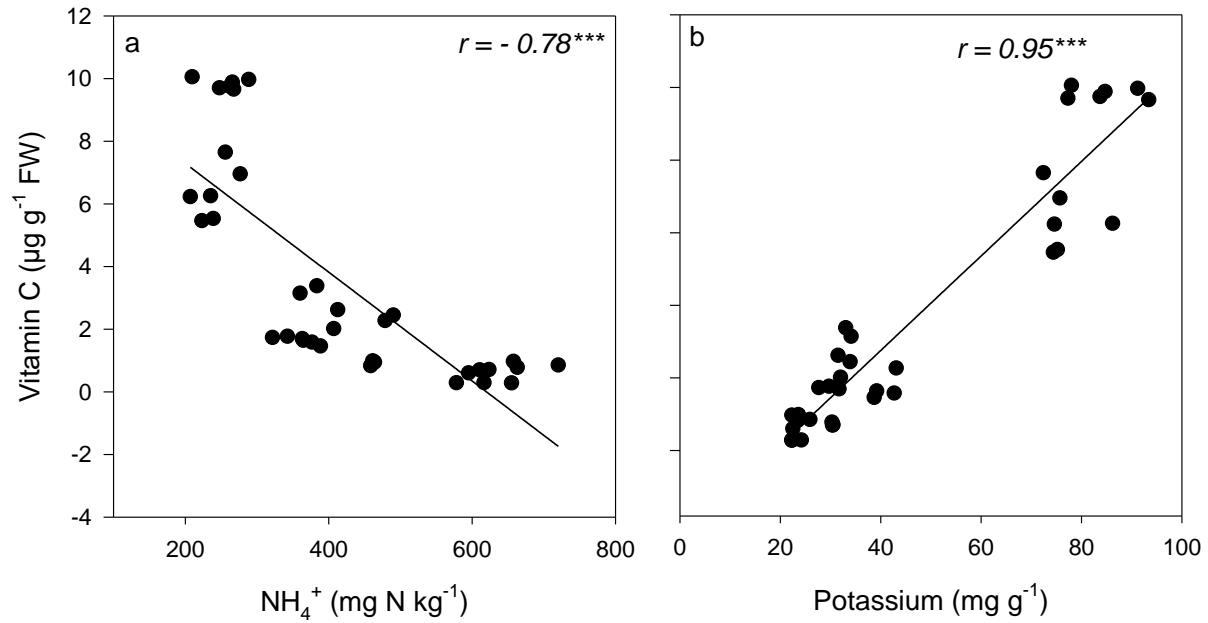 a
r = - 0.78***
b
r = 0.95***
12
10
8
6
4
2
0
-2
-4
Vitamin C (µg g⁻¹ FW)
200 400 600 800
0 20 40 60 80 100
NH₄⁺ (mg N kg⁻¹)
Potassium (mg g⁻¹)